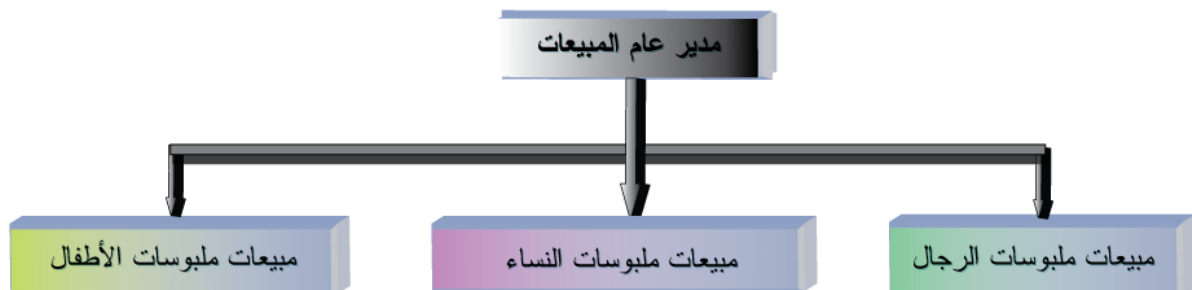 مدير عام المبيعات
مبيعات ملبوسات الرجال
مبيعات ملبوسات النساء
مبيعات ملبوسات الأطفال